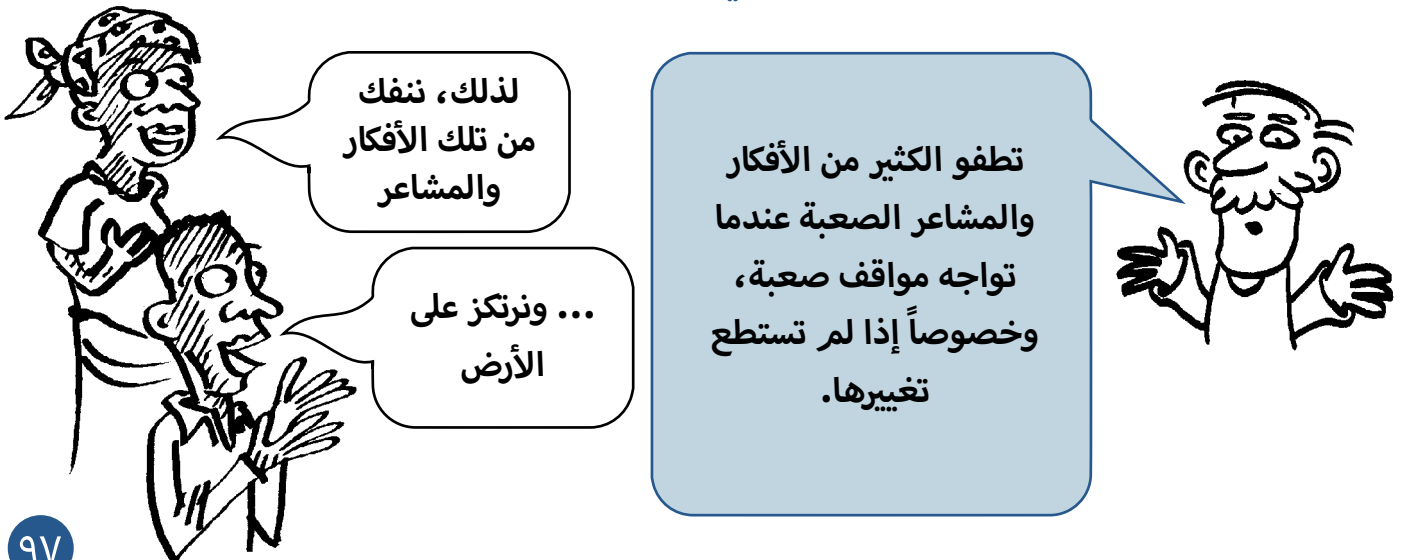 تطفو الكثير من الأفكار
والمشاعر الصعبة عندما
تواجه مواقف صعبة،
وخصوصاً إذا لم تستطع
تغييرها.
لذلك، ننفك
من تلك الأفكار
والمشاعر
... ونرتكز على
الأرض
٩٧